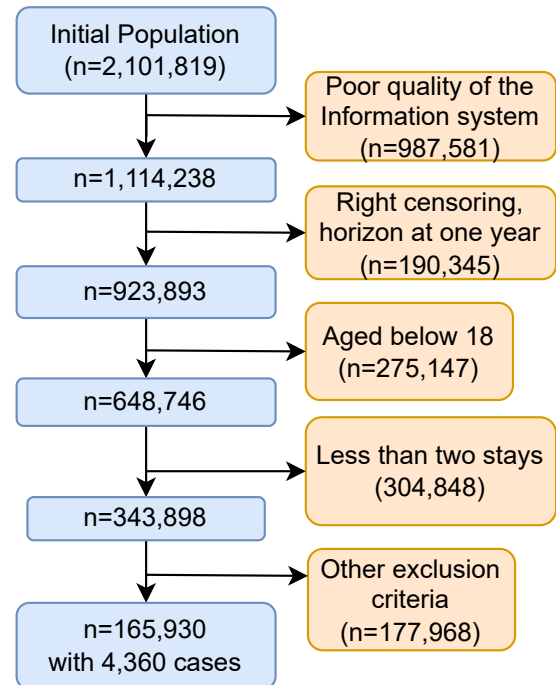 Initial Population
(n=2,101,819)
Poor quality of the
Information system
(n=987,581)
n=1,114,238
Right censoring,
horizon at one year
(n=190,345)
n=923,893
Aged below 18
(n=275,147)
n=648,746
Less than two stays
(304,848)
n=343,898
Other exclusion
criteria
(n=177,968)
n=165,930
with 4,360 cases